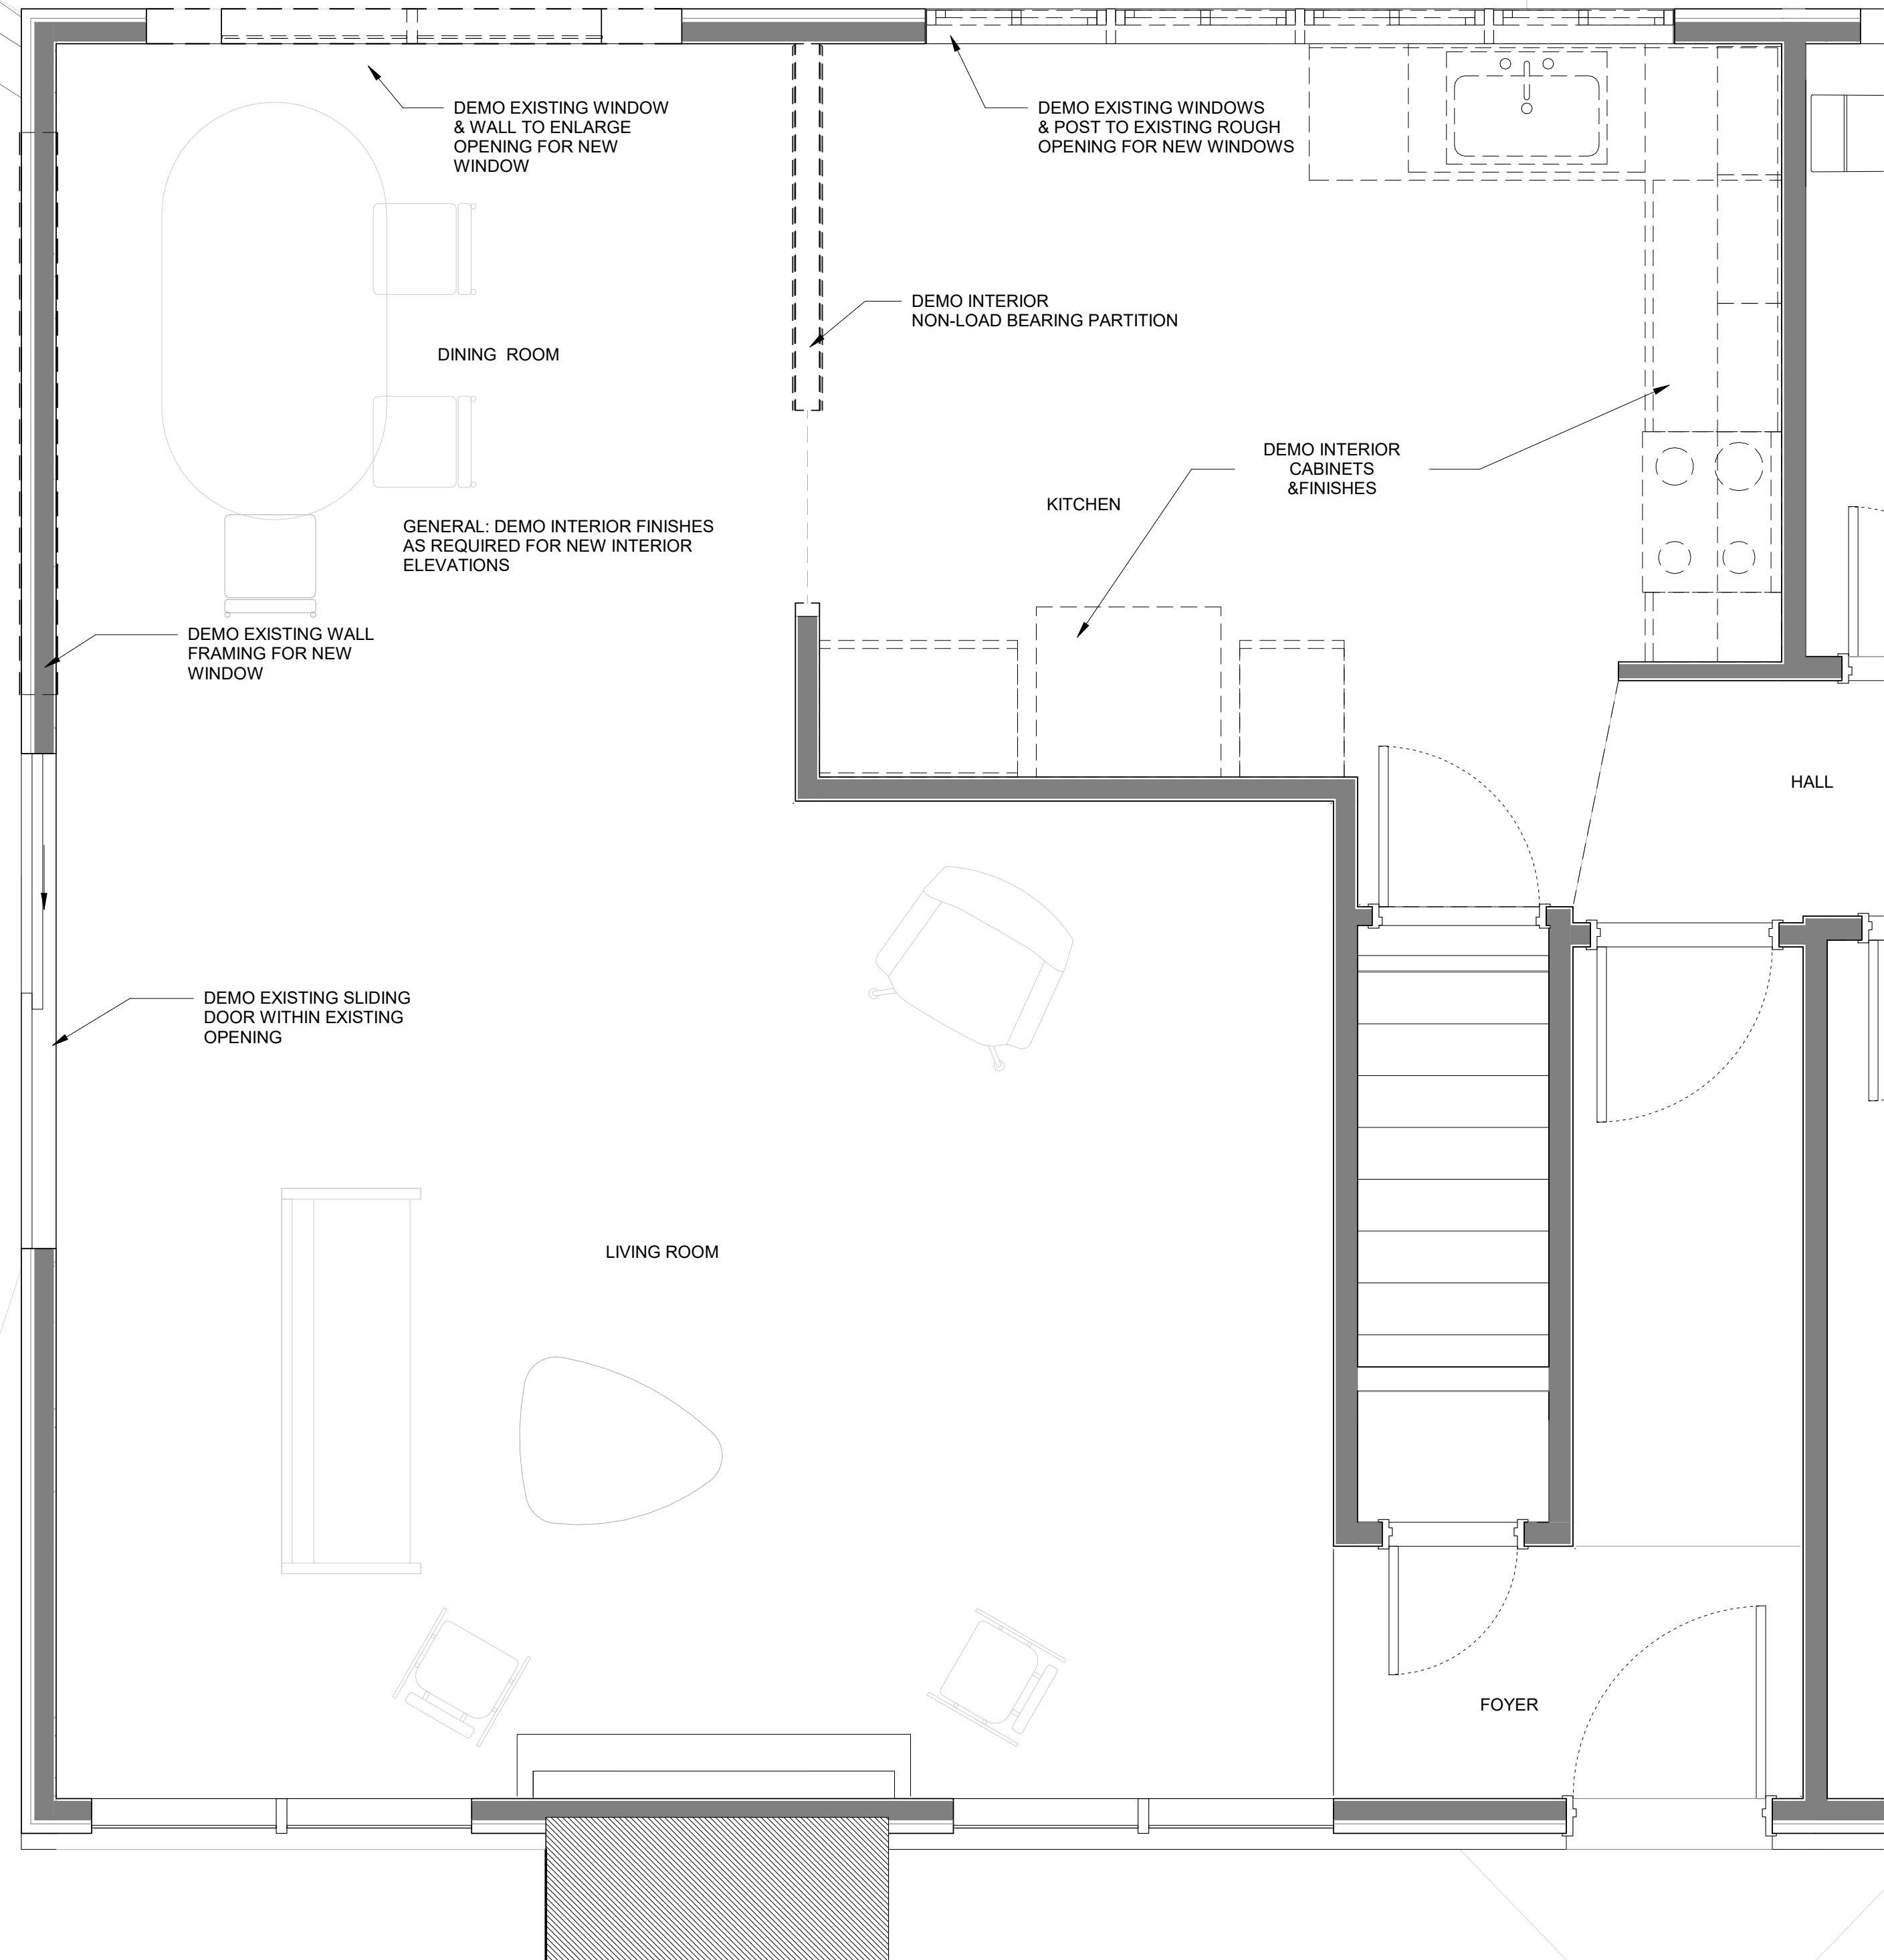 DEMO EXISTING WINDOW
& WALL TO ENLARGE
OPENING FOR NEW
WINDOW
DEMO EXISTING WINDOWS
& POST TO EXISTING ROUGH
OPENING FOR NEW WINDOWS
DEMO INTERIOR
NON-LOAD BEARING PARTITION
DINING ROOM
DEMO INTERIOR
CABINETS
&FINISHES
KITCHEN
GENERAL: DEMO INTERIOR FINISHES
AS REQUIRED FOR NEW INTERIOR
ELEVATIONS
DEMO EXISTING WALL
FRAMING FOR NEW
WINDOW
HALL
DEMO EXISTING SLIDING
DOOR WITHIN EXISTING
OPENING
LIVING ROOM
FOYER